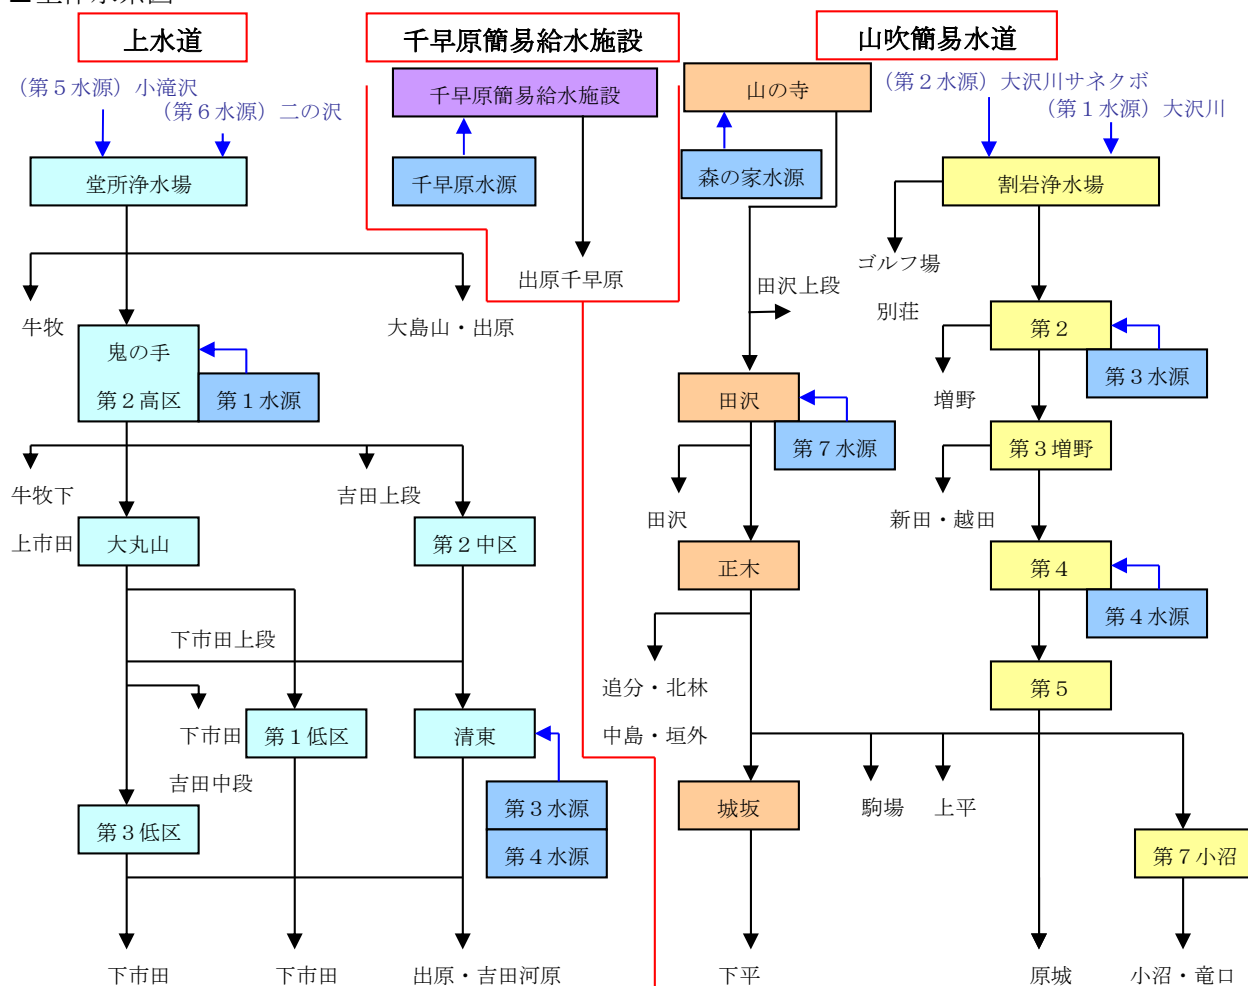 上水道
千早原簡易給水施設
山吹簡易水道
(第5水源)小滝沢
(第6水源)二の沢
千早原簡易給水施設
山の寺
(第2水源)大沢川サネクボ
(第1水源)大沢川
堂所浄水場
千早原水源
森の家水源
割岩浄水場
ゴルフ場
出原千早原
田沢上段
別荘
牛牧
大島山・出原
第2
鬼の手
第2高区
第1水源
第3水源
田沢
増野
第7水源
第3増野
牛牧下
吉田上段
田沢
新田・越田
上市田
大丸山
第2中区
正木
第4
第4水源
下市田上段
追分・北林
第5
下市田
第1低区
清東
中島・垣外
吉田中段
第3水源
城坂
駒場
上平
第3低区
第4水源
第7小沼
下市田
下市田
出原・吉田河原
下平
原城
小沼・竜口